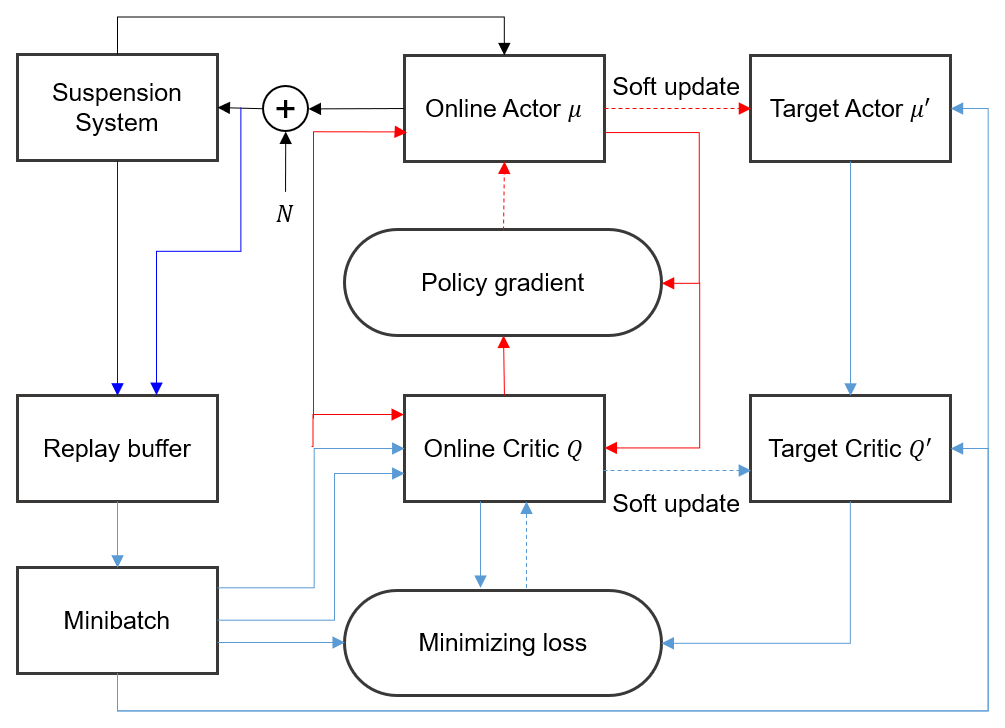 Suspension
System
+
Online Actor μ
Soft update
Target Actor μ′
N
Policy gradient
Replay buffer
Online Critic Q
Target Critic Q′
Soft update
Minibatch
Minimizing loss